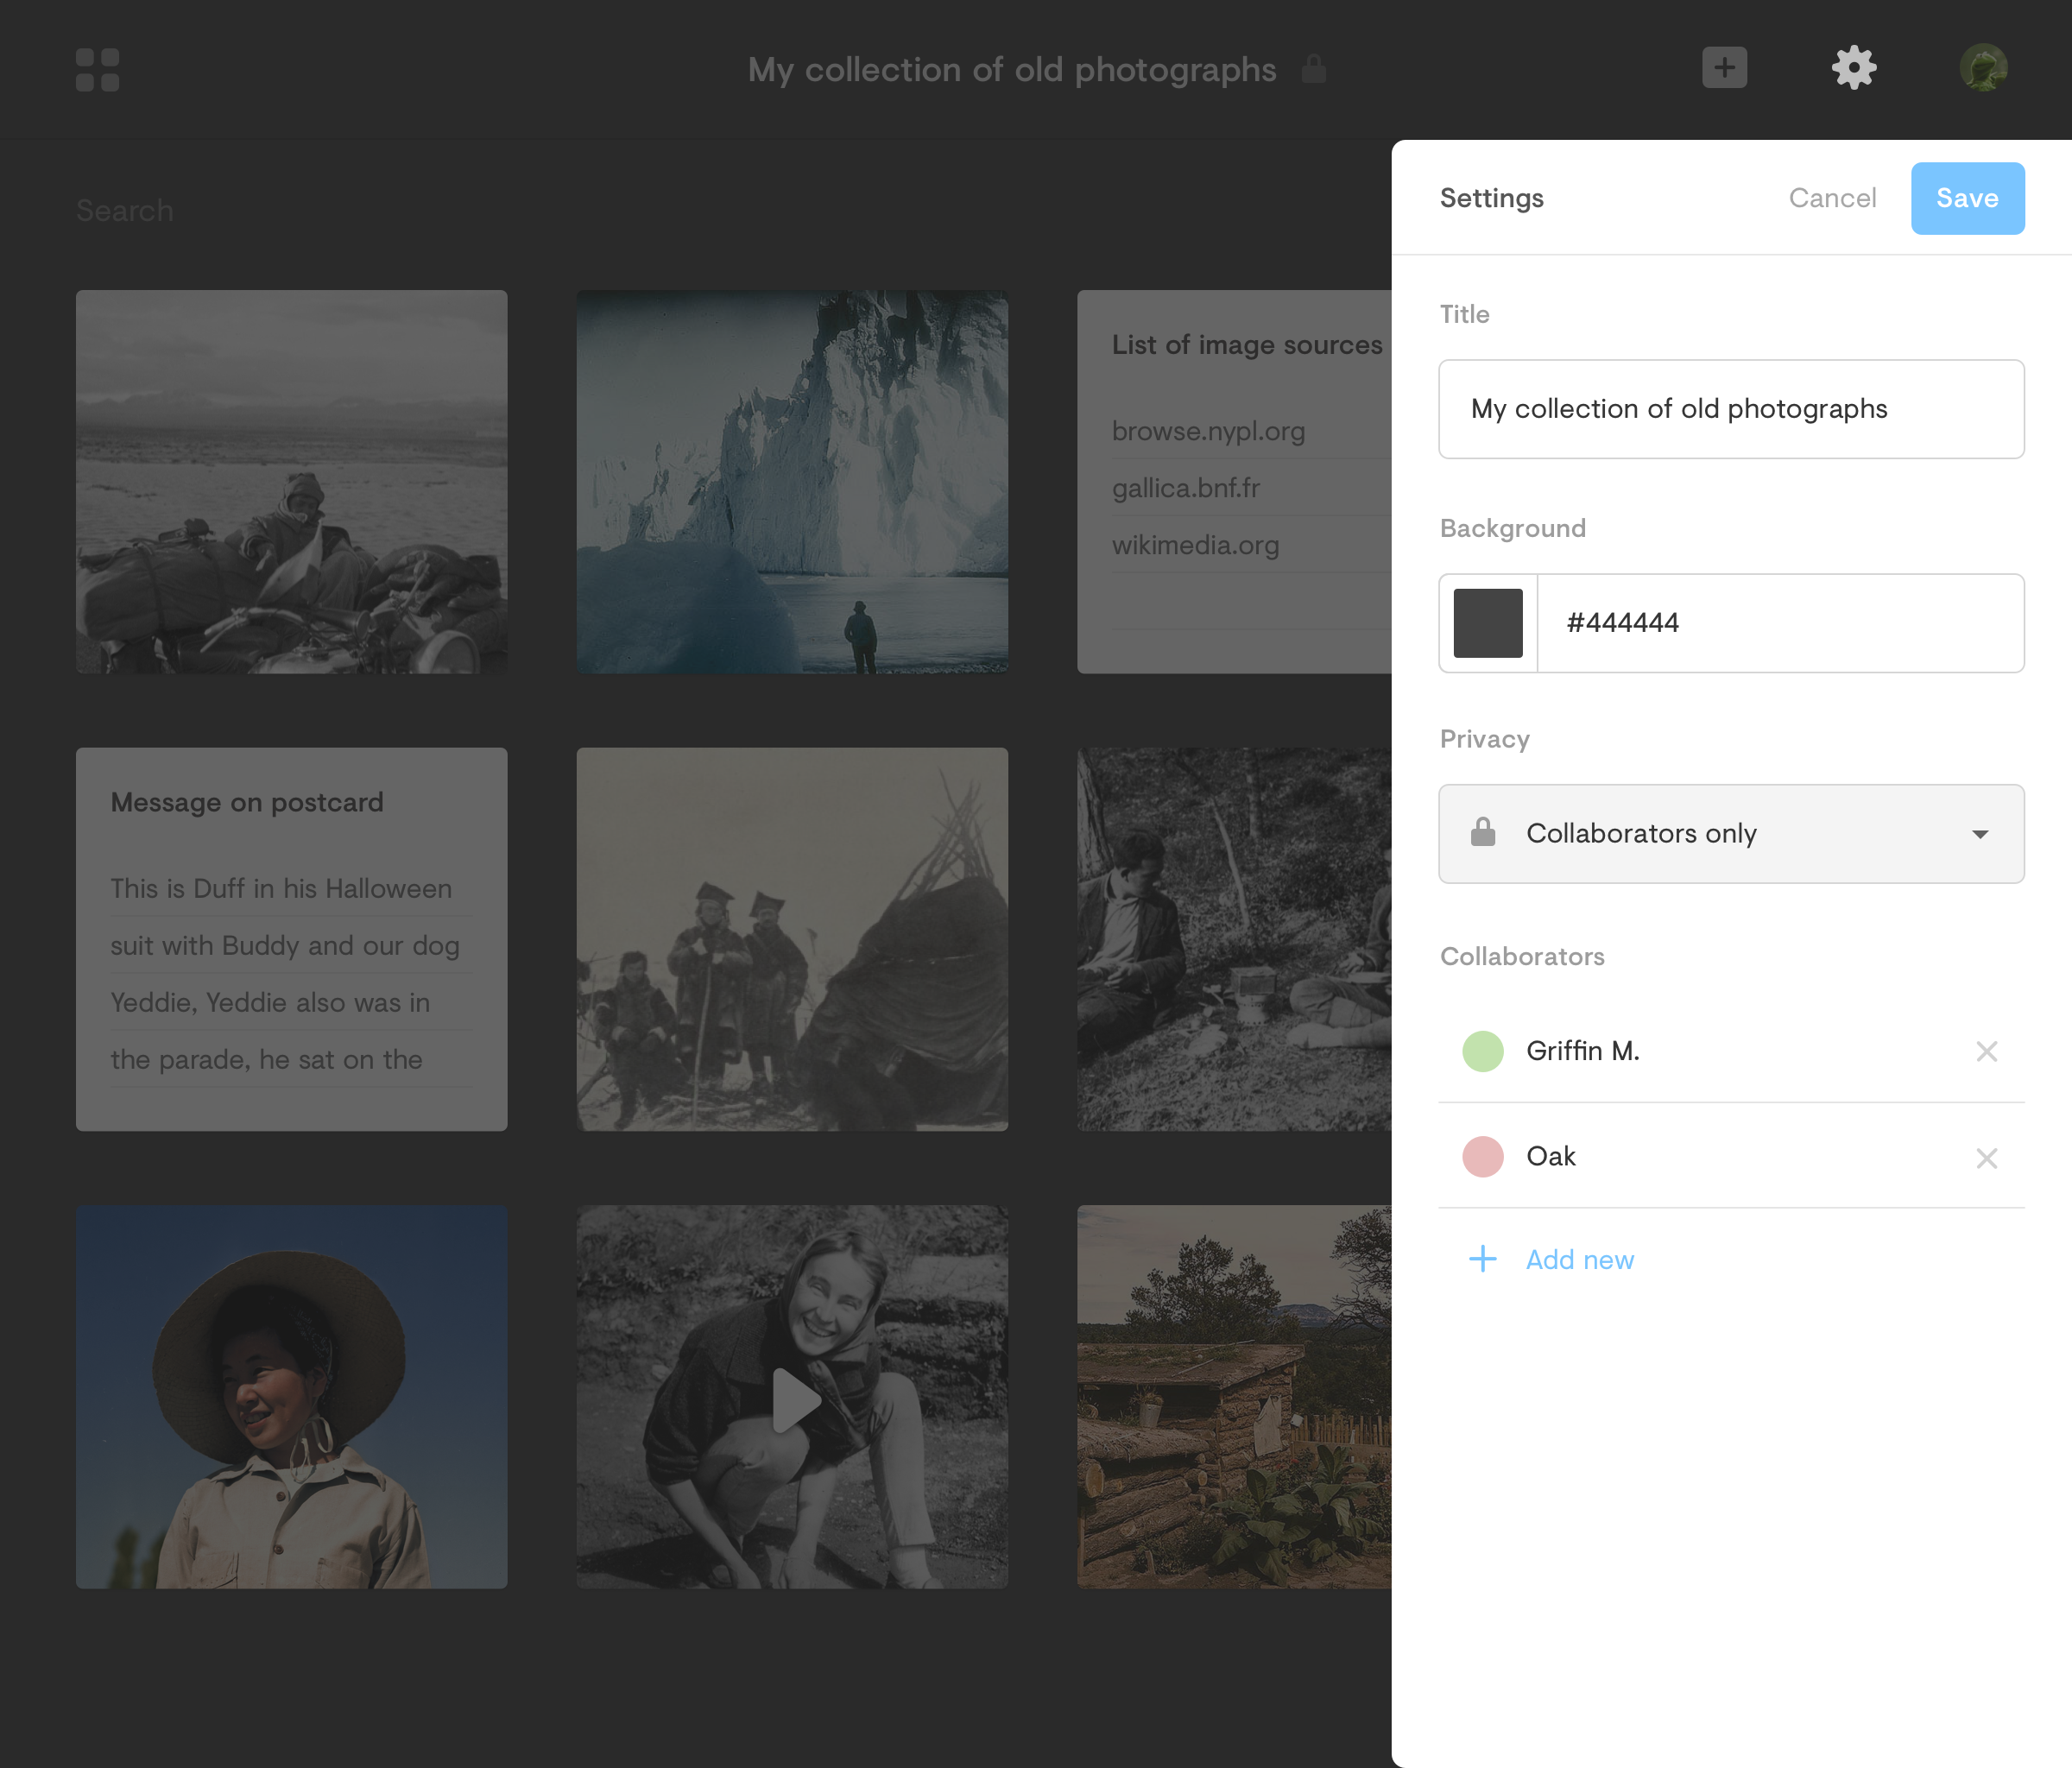 My collection of old photographs
Search
List of image sources
browse.nypl.org
gallica.bnf.fr
wikimedia.org
Message on postcard
This is Duff in his Halloween
suit with Buddy and our dog
Yeddie, Yeddie also was in
the parade, he sat on the
Settings
Cancel
Save
Title
My collection of old photographs
Background
#444444
Privacy
Collaborators only
Collaborators
Griffin M.
Oak
Add new